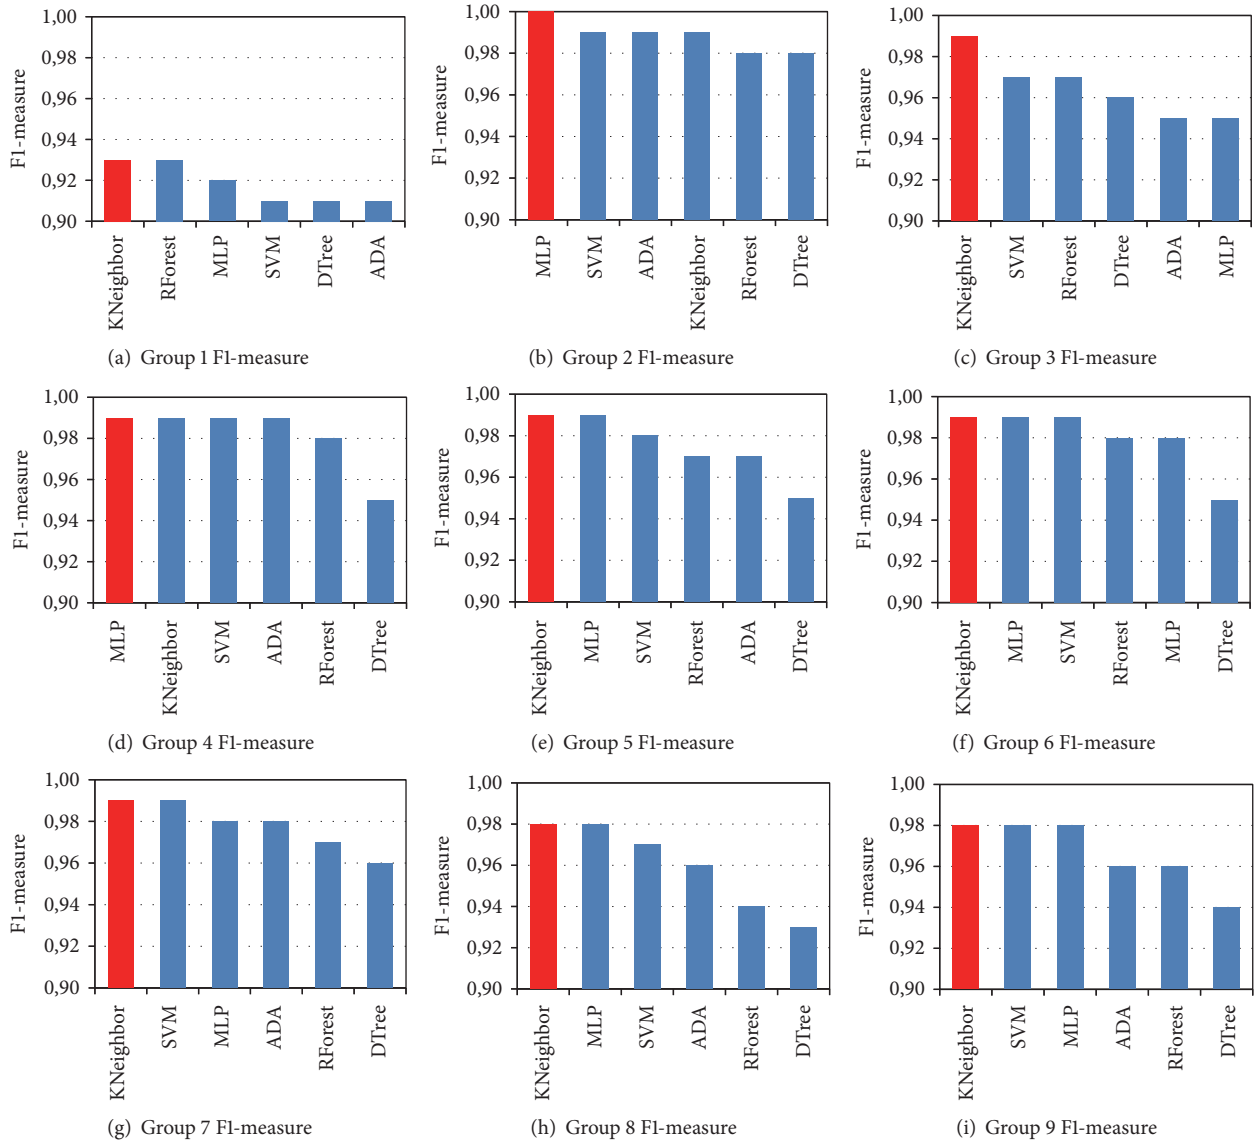 F1-measure
1,00
0,98
0,96
0,94
0,92
0,90
KNeighbor
RForest
MLP
SVM
DTree
ADA
(a) Group 1 F1-measure
F1-measure
1,00
0,98
0,96
0,94
0,92
0,90
MLP
SVM
ADA
KNeighbor
RForest
DTree
(b) Group 2 F1-measure
F1-measure
1,00
0,98
0,96
0,94
0,92
0,90
KNeighbor
SVM
RForest
DTree
ADA
MLP
(c) Group 3 F1-measure
F1-measure
1,00
0,98
0,96
0,94
0,92
0,90
MLP
KNeighbor
SVM
ADA
RForest
DTree
(d) Group 4 F1-measure
F1-measure
1,00
0,98
0,96
0,94
0,92
0,90
KNeighbor
MLP
SVM
RForest
ADA
DTree
(e) Group 5 F1-measure
F1-measure
1,00
0,98
0,96
0,94
0,92
0,90
KNeighbor
MLP
SVM
RForest
MLP
DTree
(f) Group 6 F1-measure
F1-measure
1,00
0,98
0,96
0,94
0,92
0,90
KNeighbor
SVM
MLP
ADA
RForest
DTree
(g) Group 7 F1-measure
F1-measure
1,00
0,98
0,96
0,94
0,92
0,90
KNeighbor
MLP
SVM
ADA
RForest
DTree
(h) Group 8 F1-measure
F1-measure
1,00
0,98
0,96
0,94
0,92
0,90
KNeighbor
SVM
MLP
ADA
RForest
DTree
(i) Group 9 F1-measure